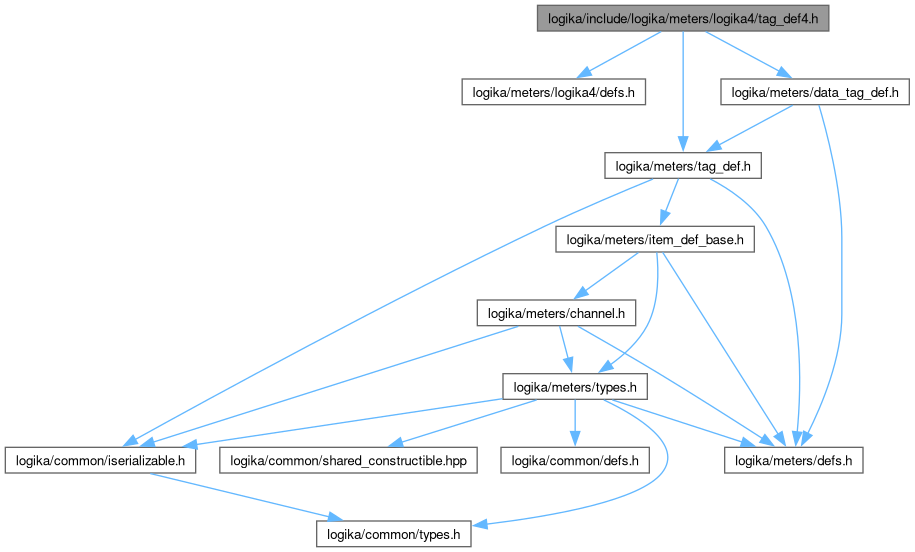 logika/include/logika/meters/logika4/tag_def4.h
logika/meters/logika4/defs.h
logika/meters/data_tag_def.h
logika/meters/tag_def.h
logika/meters/item_def_base.h
logika/meters/channel.h
logika/meters/types.h
logika/common/iserializable.h
logika/common/shared_constructible.hpp
logika/common/defs.h
logika/meters/defs.h
logika/common/types.h